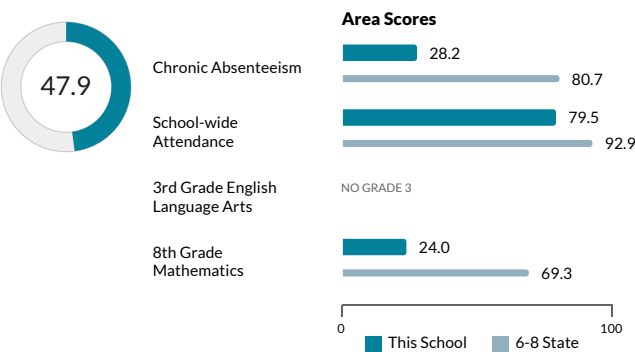 Area Scores
47.9
Chronic Absenteeism
28.2
80.7
School-wide
Attendance
79.5
92.9
3rd Grade English
Language Arts
NO GRADE 3
8th Grade
Mathematics
24.0
69.3
0
100
This School
6-8 State